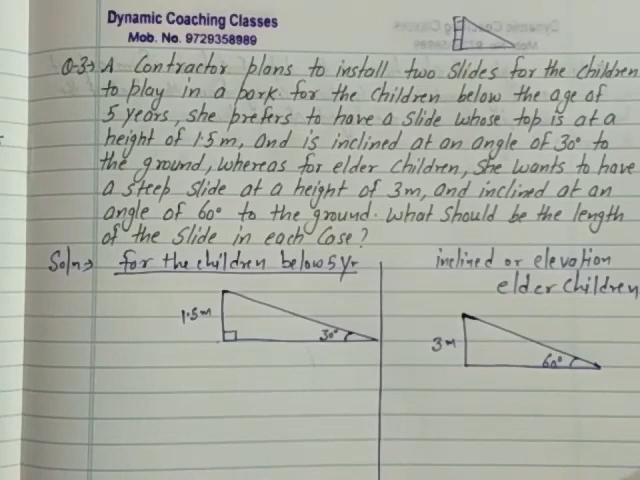 Dynamic Coaching Classes
Mob. No. 9729358989
Q-3→ A Contractor plans to install two slides for the children
to play in a park. for the children below the age of
5 years, she prefers to have a slide whose top is at a
height of 1.5m, and is inclined at an angle of 30° to
the ground, whereas for elder children, she wants to have
a steep slide at a height of 3m, and inclined at an
angle of 60° to the ground. what should be the length
of the slide in each case?
Soln→ for the children below 5 yr
inclined or elevation
elder children
1.5m
30°
3m
60°